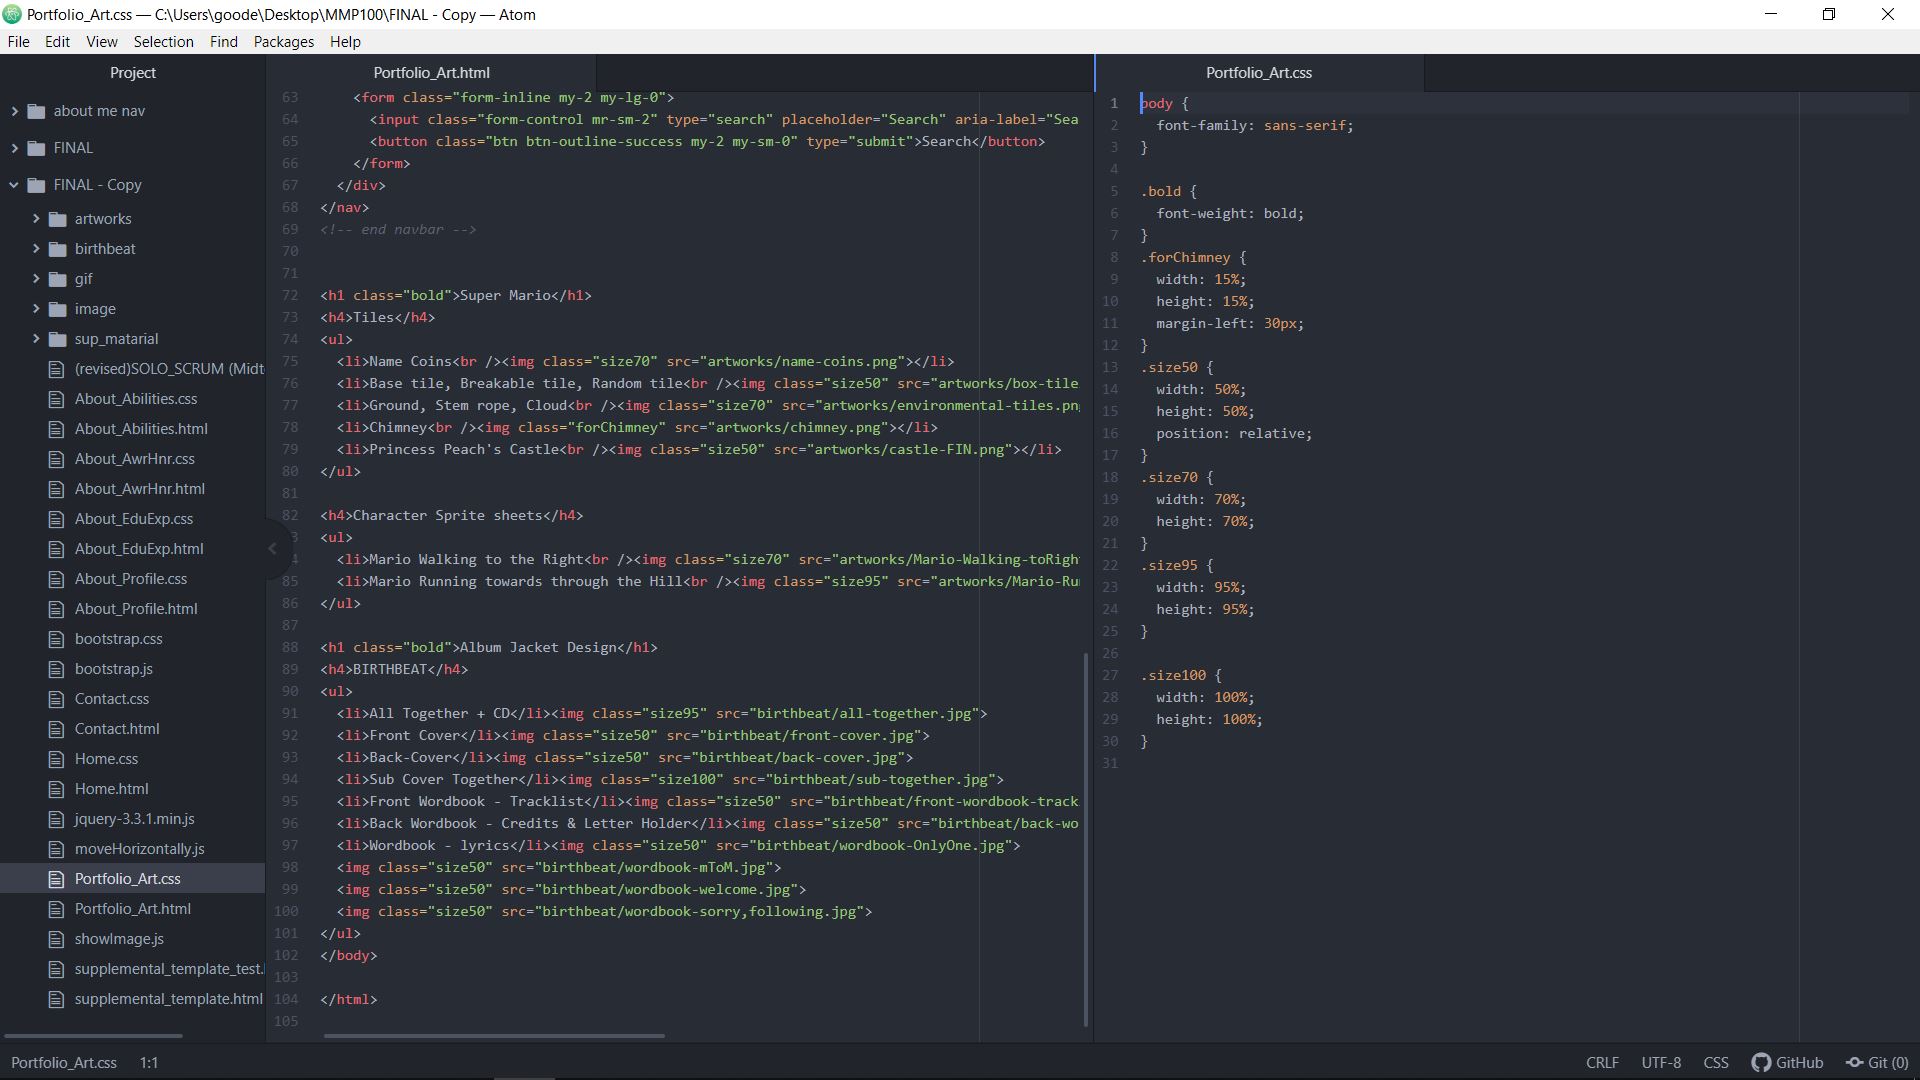 Portfolio_Art.css — C:\Users\goode\Desktop\MMP100\FINAL - Copy — Atom
File Edit View Selection Find Packages Help
Project
about me nav
FINAL
FINAL - Copy
artworks
birthbeat
gif
image
sup_matarial
(revised)SOLO_SCRUM (Midt
About_Abilities.css
About_Abilities.html
About_AwrHnr.css
About_AwrHnr.html
About_EduExp.css
About_EduExp.html
About_Profile.css
About_Profile.html
bootstrap.css
bootstrap.js
Contact.css
Contact.html
Home.css
Home.html
jquery-3.3.1.min.js
moveHorizontally.js
Portfolio_Art.css
Portfolio_Art.html
showImage.js
supplemental_template_test.
supplemental_template.html
Portfolio_Art.html
63 <form class="form-inline my-2 my-lg-0">
64 <input class="form-control mr-sm-2" type="search" placeholder="Search" aria-label="Sea
65 <button class="btn btn-outline-success my-2 my-sm-0" type="submit">Search</button>
66 </form>
67 </div>
68 </nav>
69 <!-- end navbar -->
70
71
72 <h1 class="bold">Super Mario</h1>
73 <h4>Tiles</h4>
74 <ul>
75 <li>Name Coins<br /><img class="size70" src="artworks/name-coins.png"></li>
76 <li>Base tile, Breakable tile, Random tile<br /><img class="size50" src="artworks/box-tile
77 <li>Ground, Stem rope, Cloud<br /><img class="size70" src="artworks/environmental-tiles.pn
78 <li>Chimney<br /><img class="forChimney" src="artworks/chimney.png"></li>
79 <li>Princess Peach's Castle<br /><img class="size50" src="artworks/castle-FIN.png"></li>
80 </ul>
81
82 <h4>Character Sprite sheets</h4>
3 <ul>
4 <li>Mario Walking to the Right<br /><img class="size70" src="artworks/Mario-Walking-toRight
85 <li>Mario Running towards through the Hill<br /><img class="size95" src="artworks/Mario-Ru
86 </ul>
87
88 <h1 class="bold">Album Jacket Design</h1>
89 <h4>BIRTHBEAT</h4>
90 <ul>
91 <li>All Together + CD</li><img class="size95" src="birthbeat/all-together.jpg">
92 <li>Front Cover</li><img class="size50" src="birthbeat/front-cover.jpg">
93 <li>Back-Cover</li><img class="size50" src="birthbeat/back-cover.jpg">
94 <li>Sub Cover Together</li><img class="size100" src="birthbeat/sub-together.jpg">
95 <li>Front Wordbook - Tracklist</li><img class="size50" src="birthbeat/front-wordbook-track
96 <li>Back Wordbook - Credits & Letter Holder</li><img class="size50" src="birthbeat/back-wo
97 <li>Wordbook - lyrics</li><img class="size50" src="birthbeat/wordbook-OnlyOne.jpg">
98 <img class="size50" src="birthbeat/wordbook-mToM.jpg">
99 <img class="size50" src="birthbeat/wordbook-welcome.jpg">
100 <img class="size50" src="birthbeat/wordbook-sorry,following.jpg">
101 </ul>
102 </body>
103
104 </html>
105
Portfolio_Art.css
1 body {
2 font-family: sans-serif;
3 }
4
5 .bold {
6 font-weight: bold;
7 }
8 .forChimney {
9 width: 15%;
10 height: 15%;
11 margin-left: 30px;
12 }
13 .size50 {
14 width: 50%;
15 height: 50%;
16 position: relative;
17 }
18 .size70 {
19 width: 70%;
20 height: 70%;
21 }
22 .size95 {
23 width: 95%;
24 height: 95%;
25 }
26
27 .size100 {
28 width: 100%;
29 height: 100%;
30 }
31
Portfolio_Art.css 1:1 CRLF UTF-8 CSS GitHub Git (0)